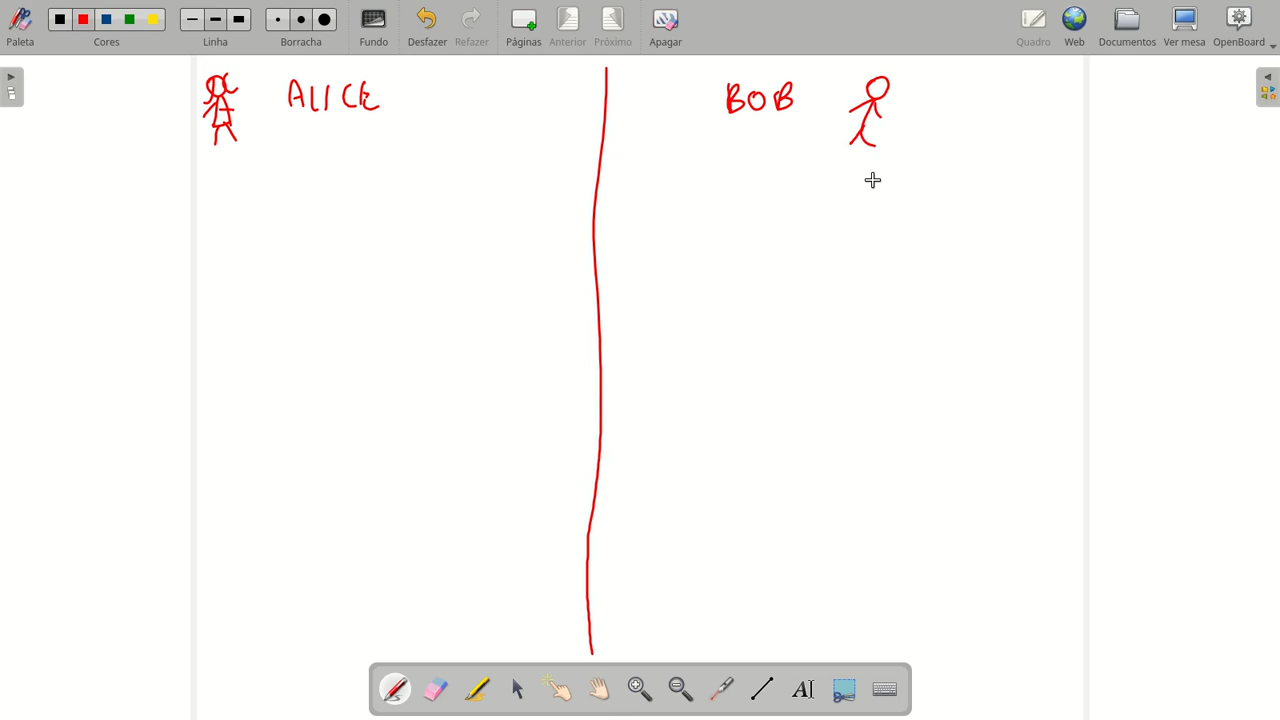 Paleta Cores Linha Borracha Fundo Desfazer Refazer Páginas Anterior Próximo Apagar Quadro Web Documentos Ver mesa OpenBoard
ALICE BOB
AI